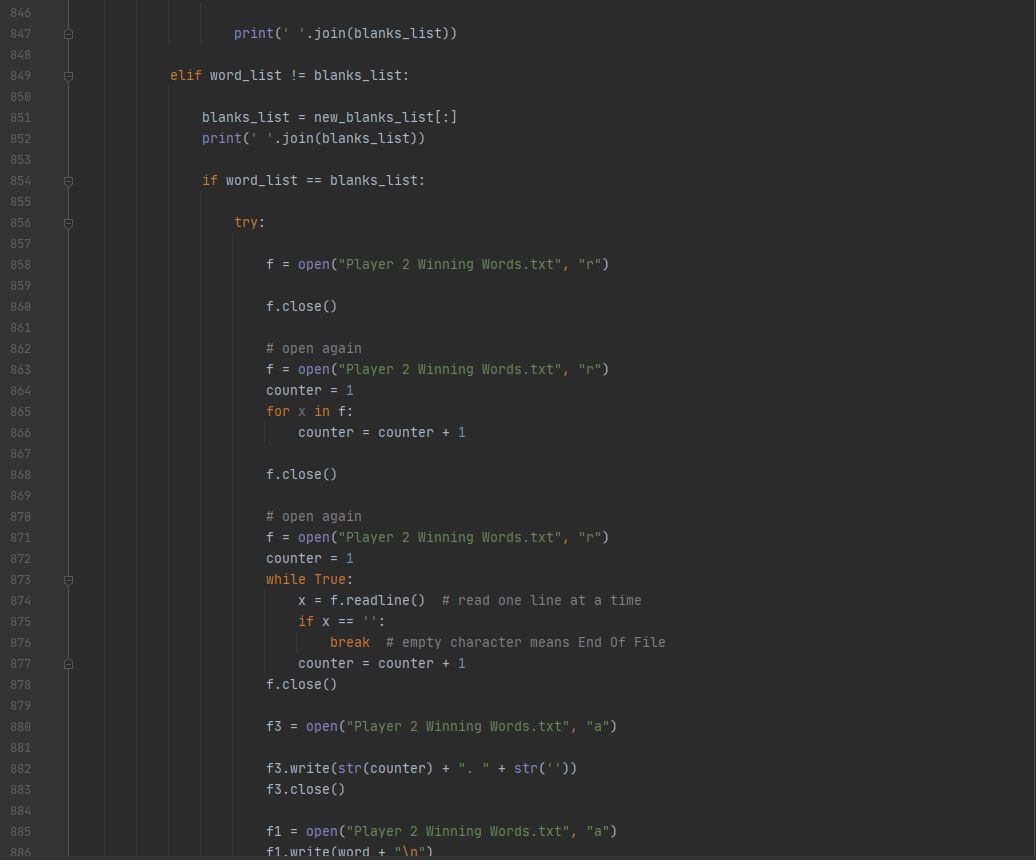 846
847 print(' '.join(blanks_list))
848
849 elif word_list != blanks_list:
850
851 blanks_list = new_blanks_list[:]
852 print(' '.join(blanks_list))
853
854 if word_list == blanks_list:
855
856 try:
857
858 f = open("Player 2 Winning Words.txt", "r")
859
860 f.close()
861
862 # open again
863 f = open("Player 2 Winning Words.txt", "r")
864 counter = 1
865 for x in f:
866 counter = counter + 1
867
868 f.close()
869
870 # open again
871 f = open("Player 2 Winning Words.txt", "r")
872 counter = 1
873 while True:
874 x = f.readline()  # read one line at a time
875 if x == '':
876 break  # empty character means End Of File
877 counter = counter + 1
878 f.close()
879
880 f3 = open("Player 2 Winning Words.txt", "a")
881
882 f3.write(str(counter) + ". " + str(''))
883 f3.close()
884
885 f1 = open("Player 2 Winning Words.txt", "a")
886 f1.write(word + "\n")